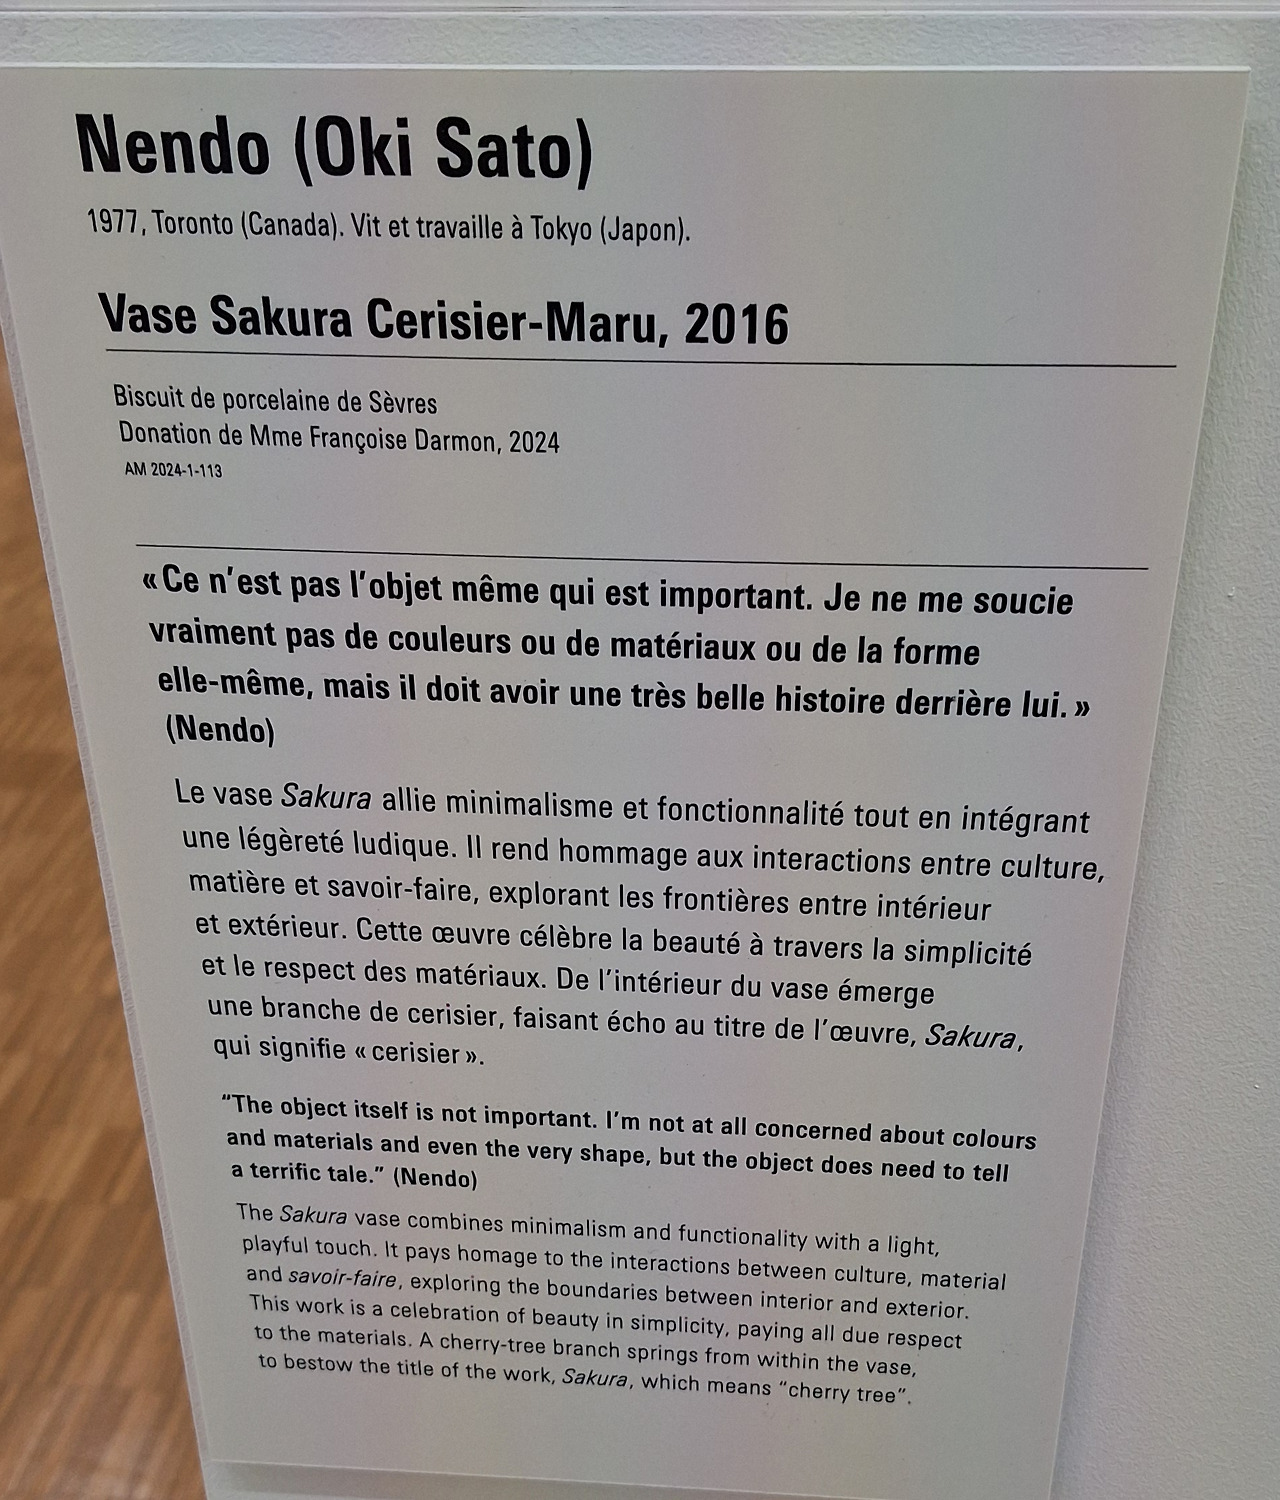 Nendo (Oki Sato)
1977, Toronto (Canada). Vit et travaille à Tokyo (Japon).
Vase Sakura Cerisier-Maru, 2016
Biscuit de porcelaine de Sèvres
Donation de Mme Françoise Darmon, 2024
AM 2024-1-113
« Ce n'est pas l'objet même qui est important. Je ne me soucie
vraiment pas de couleurs ou de matériaux ou de la forme
elle-même, mais il doit avoir une très belle histoire derrière lui. »
(Nendo)
Le vase Sakura allie minimalisme et fonctionnalité tout en intégrant
une légèreté ludique. Il rend hommage aux interactions entre culture,
matière et savoir-faire, explorant les frontières entre intérieur
et extérieur. Cette œuvre célèbre la beauté à travers la simplicité
et le respect des matériaux. De l'intérieur du vase émerge
une branche de cerisier, faisant écho au titre de l'œuvre, Sakura,
qui signifie « cerisier ».
"The object itself is not important. I'm not at all concerned about colours
and materials and even the very shape, but the object does need to tell
a terrific tale." (Nendo)
The Sakura vase combines minimalism and functionality with a light,
playful touch. It pays homage to the interactions between culture, material
and savoir-faire, exploring the boundaries between interior and exterior.
This work is a celebration of beauty in simplicity, paying all due respect
to the materials. A cherry-tree branch springs from within the vase,
to bestow the title of the work, Sakura, which means "cherry tree".